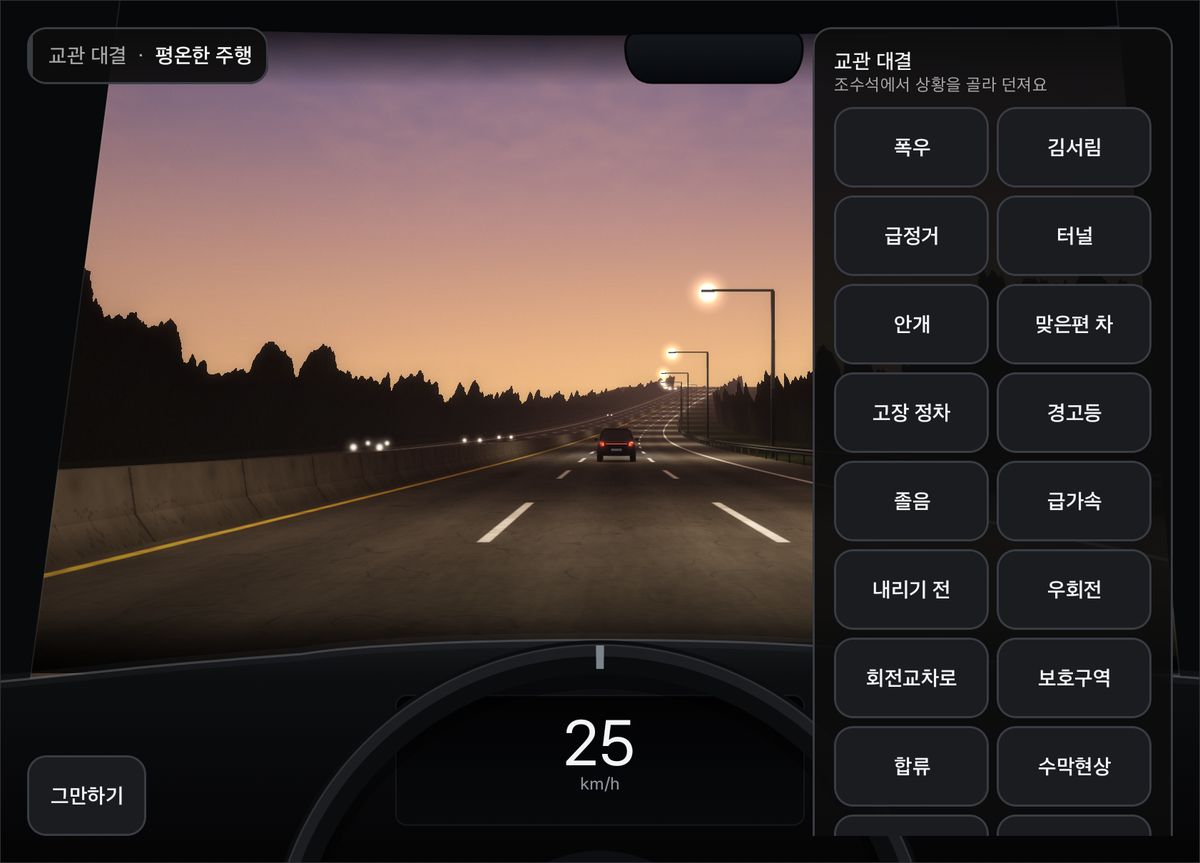 교관 대결 · 평온한 주행
교관 대결
조수석에서 상황을 골라 던져요
폭우
김서림
급정거
터널
안개
맞은편 차
고장 정차
경고등
졸음
급가속
내리기 전
우회전
회전교차로
보호구역
합류
수막현상
25
km/h
그만하기